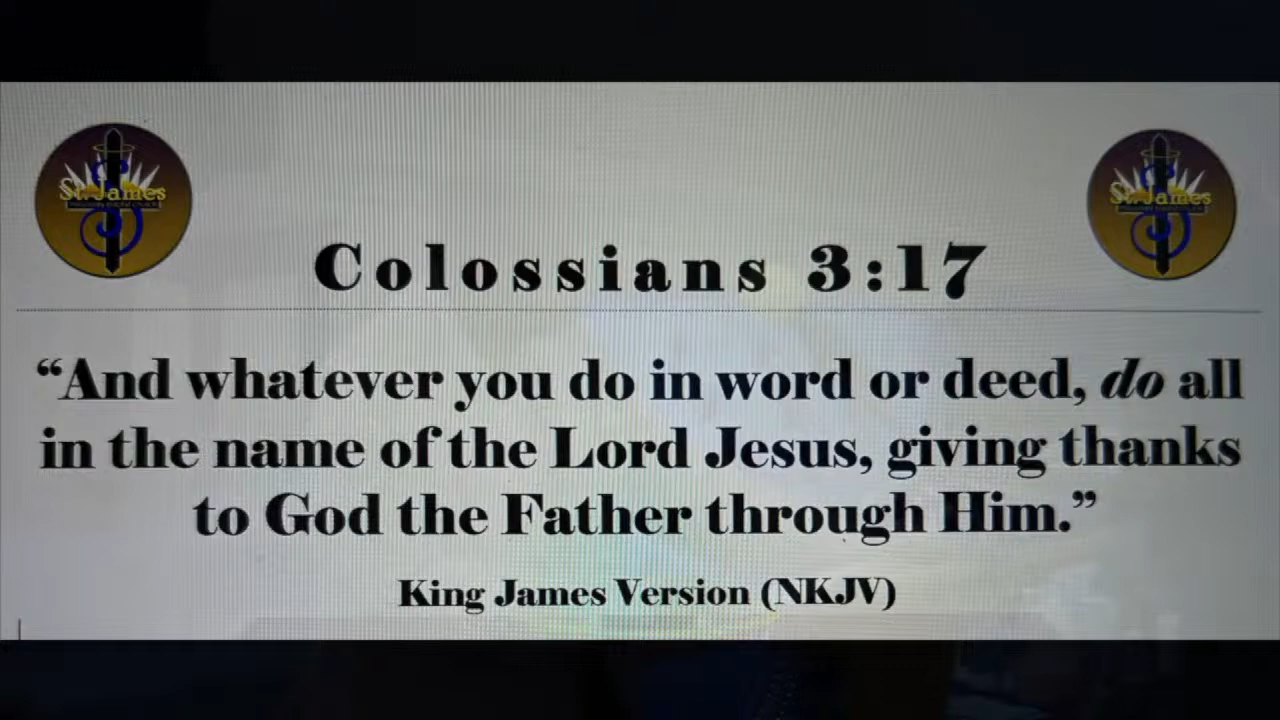 St. James
St. James
Colossians 3:17
“And whatever you do in word or deed, do all
in the name of the Lord Jesus, giving thanks
to God the Father through Him.”
King James Version (NKJV)